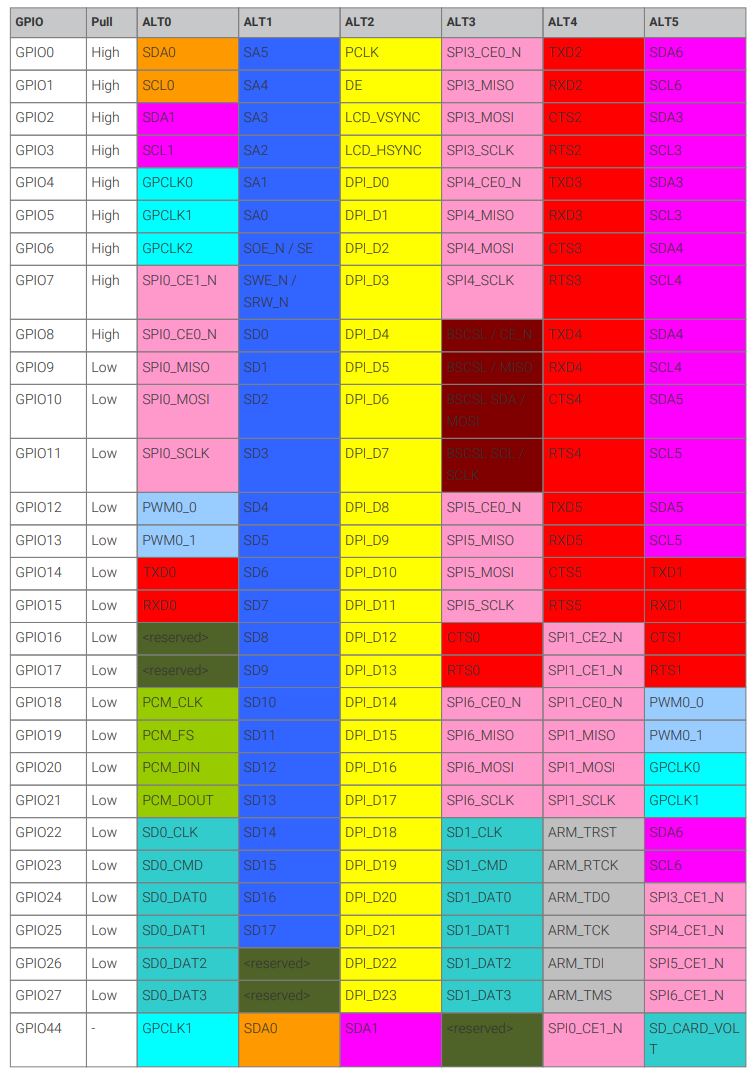 GPIO Pull ALT0 ALT1 ALT2 ALT3 ALT4 ALT5
GPIO0 High SDA0 SA5 PCLK SPI3_CE0_N TXD2 SDA6
GPIO1 High SCL0 SA4 DE SPI3_MISO RXD2 SCL6
GPIO2 High SDA1 SA3 LCD_VSYNC SPI3_MOSI CTS2 SDA3
GPIO3 High SCL1 SA2 LCD_HSYNC SPI3_SCLK RTS2 SCL3
GPIO4 High GPCLK0 SA1 DPI_D0 SPI4_CE0_N TXD3 SDA3
GPIO5 High GPCLK1 SA0 DPI_D1 SPI4_MISO RXD3 SCL3
GPIO6 High GPCLK2 SOE_N / SE DPI_D2 SPI4_MOSI CTS3 SDA4
GPIO7 High SPI0_CE1_N SWE_N / DPI_D3 SPI4_SCLK RTS3 SCL4
SRW_N
GPIO8 High SPI0_CE0_N SD0 DPI_D4 BSCSL / CE_N TXD4 SDA4
GPIO9 Low SPI0_MISO SD1 DPI_D5 BSCSL / MISO RXD4 SCL4
GPIO10 Low SPI0_MOSI SD2 DPI_D6 BSCSL SDA / CTS4 SDA5
MOSI
GPIO11 Low SPI0_SCLK SD3 DPI_D7 BSCSL SCL / RTS4 SCL5
SCLK
GPIO12 Low PWM0_0 SD4 DPI_D8 SPI5_CE0_N TXD5 SDA5
GPIO13 Low PWM0_1 SD5 DPI_D9 SPI5_MISO RXD5 SCL5
GPIO14 Low TXD0 SD6 DPI_D10 SPI5_MOSI CTS5 TXD1
GPIO15 Low RXD0 SD7 DPI_D11 SPI5_SCLK RTS5 RXD1
GPIO16 Low <reserved> SD8 DPI_D12 CTS0 SPI1_CE2_N CTS1
GPIO17 Low <reserved> SD9 DPI_D13 RTS0 SPI1_CE1_N RTS1
GPIO18 Low PCM_CLK SD10 DPI_D14 SPI6_CE0_N SPI1_CE0_N PWM0_0
GPIO19 Low PCM_FS SD11 DPI_D15 SPI6_MISO SPI1_MISO PWM0_1
GPIO20 Low PCM_DIN SD12 DPI_D16 SPI6_MOSI SPI1_MOSI GPCLK0
GPIO21 Low PCM_DOUT SD13 DPI_D17 SPI6_SCLK SPI1_SCLK GPCLK1
GPIO22 Low SD0_CLK SD14 DPI_D18 SD1_CLK ARM_TRST SDA6
GPIO23 Low SD0_CMD SD15 DPI_D19 SD1_CMD ARM_RTCK SCL6
GPIO24 Low SD0_DAT0 SD16 DPI_D20 SD1_DAT0 ARM_TDO SPI3_CE1_N
GPIO25 Low SD0_DAT1 SD17 DPI_D21 SD1_DAT1 ARM_TCK SPI4_CE1_N
GPIO26 Low SD0_DAT2 <reserved> DPI_D22 SD1_DAT2 ARM_TDI SPI5_CE1_N
GPIO27 Low SD0_DAT3 <reserved> DPI_D23 SD1_DAT3 ARM_TMS SPI6_CE1_N
GPIO44 - GPCLK1 SDA0 SDA1 <reserved> SPI0_CE1_N SD_CARD_VOL
T